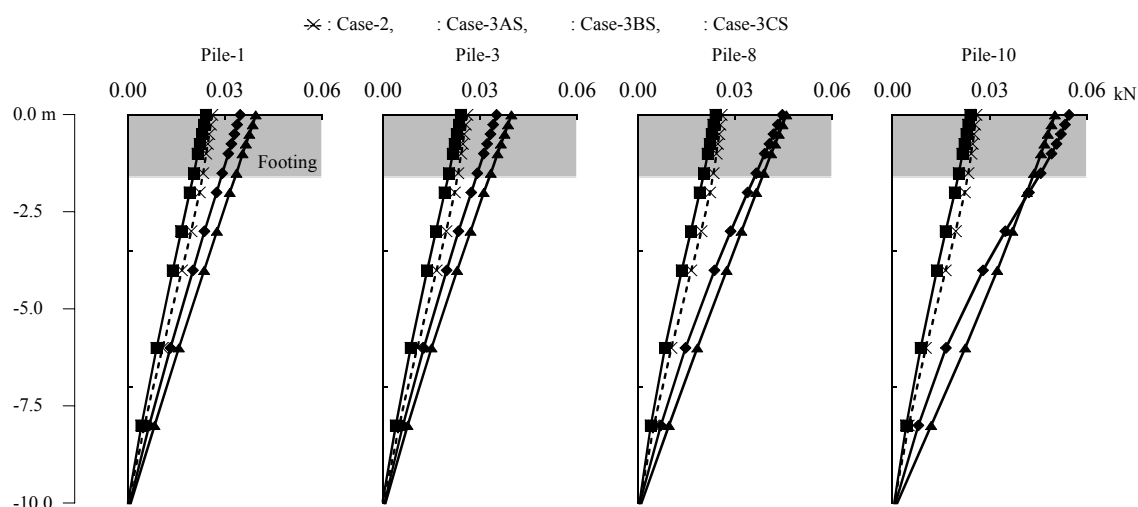 : Case-2, : Case-3AS, : Case-3BS, : Case-3CS
Pile-1 Pile-3 Pile-8 Pile-10
0.00 0.03 0.06 0.00 0.03 0.06 0.00 0.03 0.06 0.00 0.03 0.06 kN
0.0 m
Footing
-2.5
-5.0
-7.5
-10.0